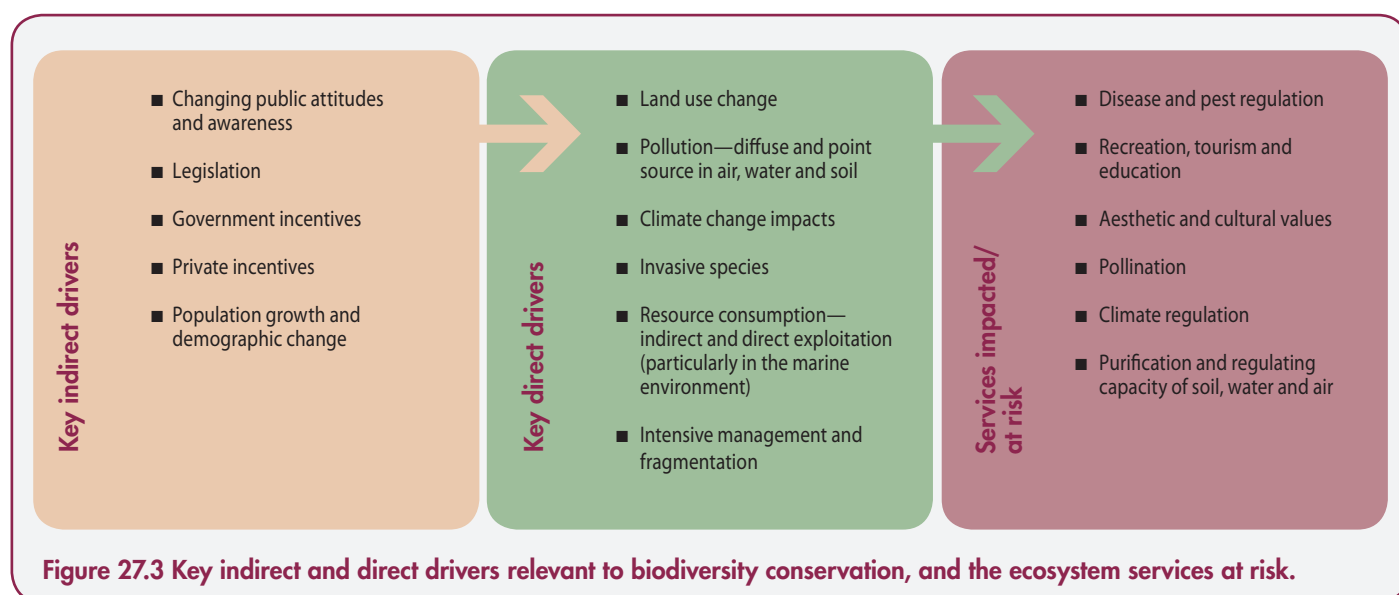 Key indirect drivers
■ Changing public attitudes
and awareness
■ Legislation
■ Government incentives
■ Private incentives
■ Population growth and
demographic change
Key direct drivers
■ Land use change
■ Pollution—diffuse and point
source in air, water and soil
■ Climate change impacts
■ Invasive species
■ Resource consumption—
indirect and direct exploitation
(particularly in the marine
environment)
■ Intensive management and
fragmentation
Services impacted/
at risk
■ Disease and pest regulation
■ Recreation, tourism and
education
■ Aesthetic and cultural values
■ Pollination
■ Climate regulation
■ Purification and regulating
capacity of soil, water and air
Figure 27.3 Key indirect and direct drivers relevant to biodiversity conservation, and the ecosystem services at risk.